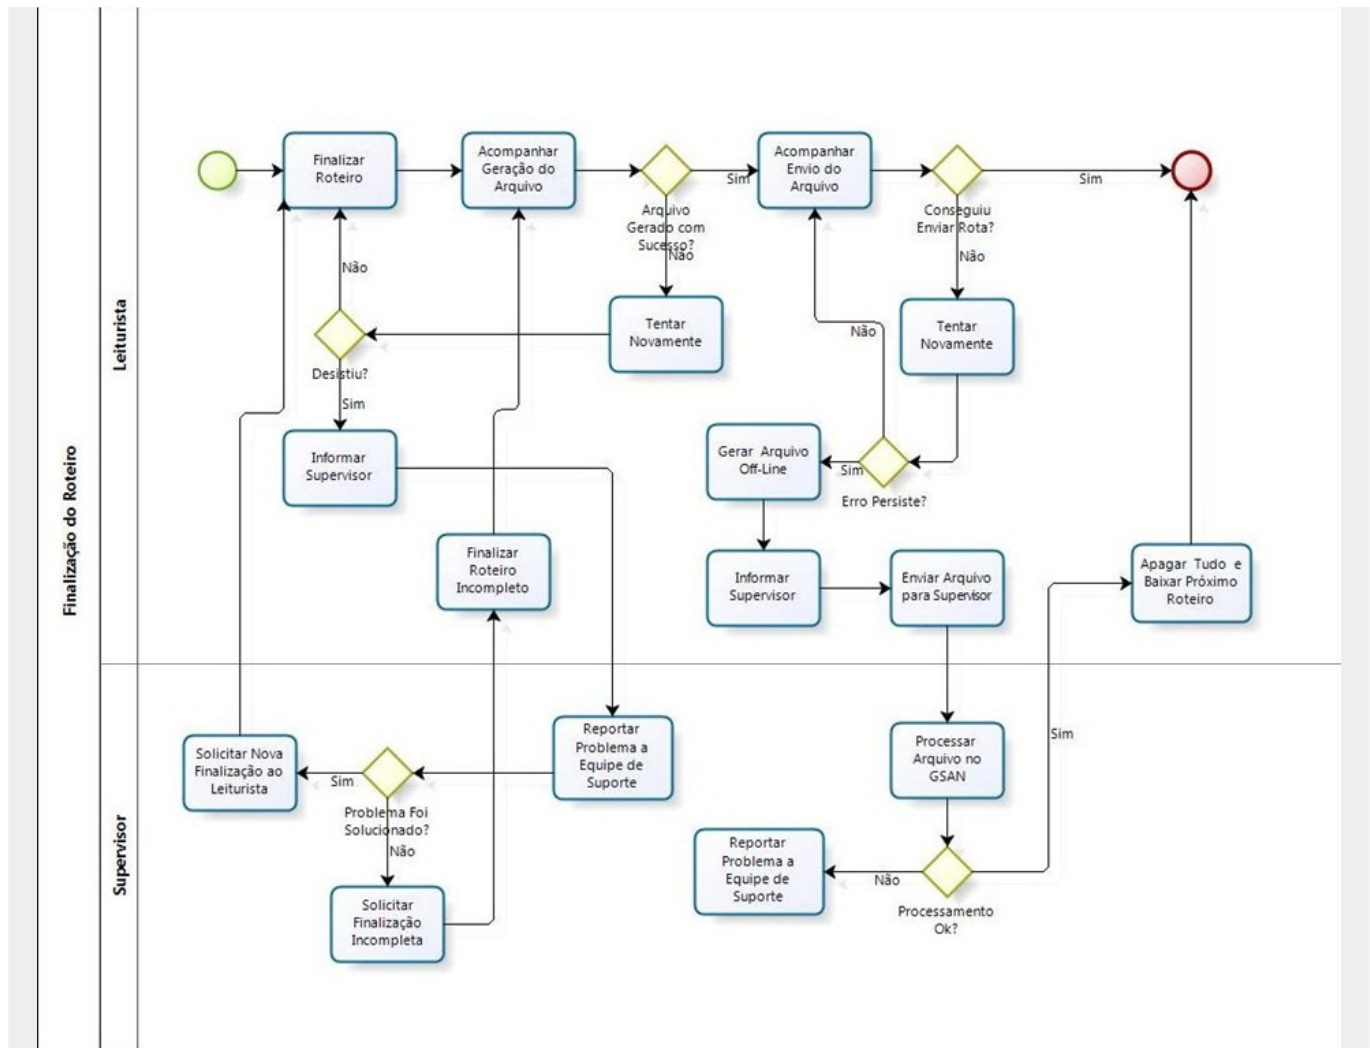 Finalização do Roteiro
Leiturista
Finalizar
Roteiro
Acompanhar
Geração do
Arquivo
Arquivo
Gerado com
Sucesso?
Sim
Não
Acompanhar
Envio do
Arquivo
Conseguiu
Enviar Rota?
Sim
Não
Tentar
Novamente
Tentar
Novamente
Não
Desistiu?
Sim
Não
Informar
Supervisor
Gerar Arquivo
Off-Line
Sim
Erro Persiste?
Finalizar
Roteiro
Incompleto
Informar
Supervisor
Enviar Arquivo
para Supervisor
Apagar Tudo e
Baixar Próximo
Roteiro
Supervisor
Solicitar Nova
Finalização ao
Leiturista
Sim
Problema Foi
Solucionado?
Não
Reportar
Problema a
Equipe de
Suporte
Solicitar
Finalização
Incompleta
Processar
Arquivo no
GSAN
Sim
Reportar
Problema a
Equipe de
Suporte
Não
Processamento
Ok?